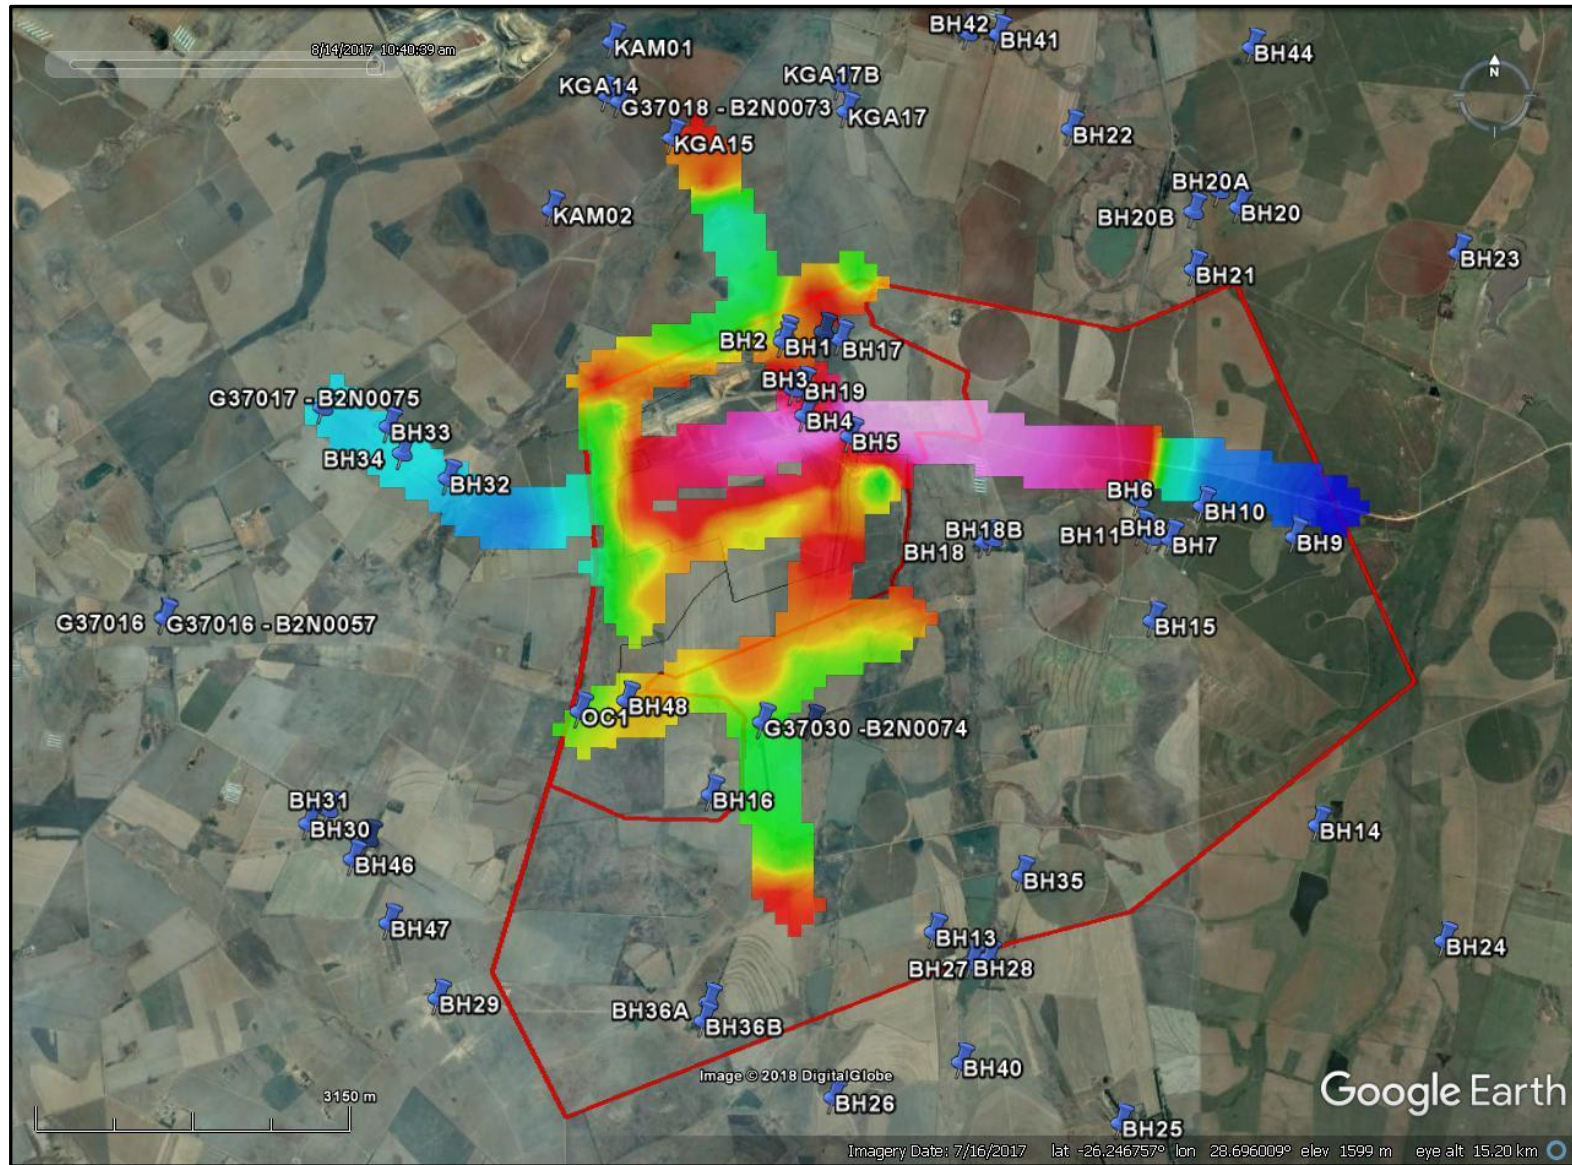 8/14/2017 10:40:39 am
KAM01
BH42
BH41
BH44
N
KGA14
G37018 - B2N0073
KGA17B
KGA17
KGA15
BH22
KAM02
BH20A
BH20B
BH20
BH23
BH21
BH2
BH1
BH17
BH3
BH19
BH4
BH5
G37017 - B2N0075
BH33
BH34
BH32
BH6
BH10
BH11
BH8
BH7
BH9
BH18B
BH18
G37016
G37016 - B2N0057
BH15
OC1
BH48
G37030 -B2N0074
BH16
BH31
BH30
BH46
BH14
BH35
BH47
BH13
BH27
BH28
BH24
BH29
BH36A
BH36B
BH40
Image © 2018 DigitalGlobe
3150 m
BH26
BH25
Google Earth
Imagery Date: 7/16/2017 lat -26.246757° lon 28.696009° elev 1599 m eye alt 15.20 km